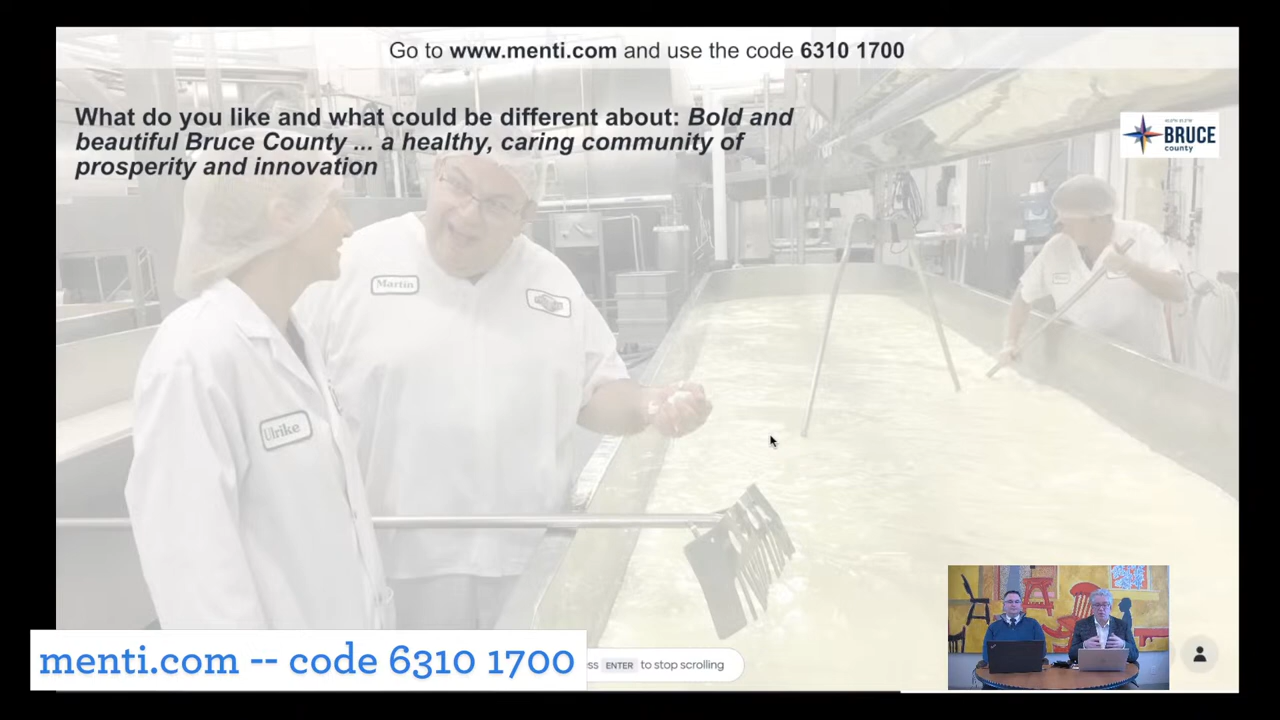 Go to www.menti.com and use the code 6310 1700
What do you like and what could be different about: Bold and
beautiful Bruce County ... a healthy, caring community of
prosperity and innovation
BRUCE
county
Martin
Ulrike
menti.com -- code 6310 1700
ss ENTER to stop scrolling